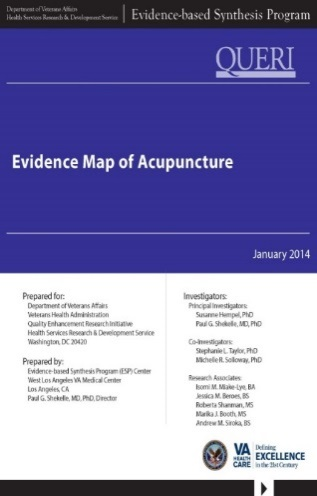 Department of Veterans Affairs
Health Services Research & Development Service
Evidence-based Synthesis Program
QUERI
Evidence Map of Acupuncture
January 2014
Prepared for:
Department of Veterans Affairs
Veterans Health Administration
Quality Enhancement Research Initiative
Health Services Research & Development Service
Washington, DC 20420
Prepared by:
Evidence-based Synthesis Program (ESP) Center
West Los Angeles VA Medical Center
Los Angeles, CA
Paul G. Shekelle, MD, PhD, Director
Investigators:
Principal Investigators:
Susanne Hempel, PhD
Paul G. Shekelle, MD, PhD
Co-Investigators:
Stephanie L. Taylor, PhD
Michelle R. Solloway, PhD
Research Associates:
Isomi M. Miake-Lye, BA
Jessica M. Beroes, BS
Roberta Shanman, MS
Marika J. Booth, MS
Andrew M. Siroka, BS
VA
HEALTH
CARE
Defining
EXCELLENCE
in the 21st Century